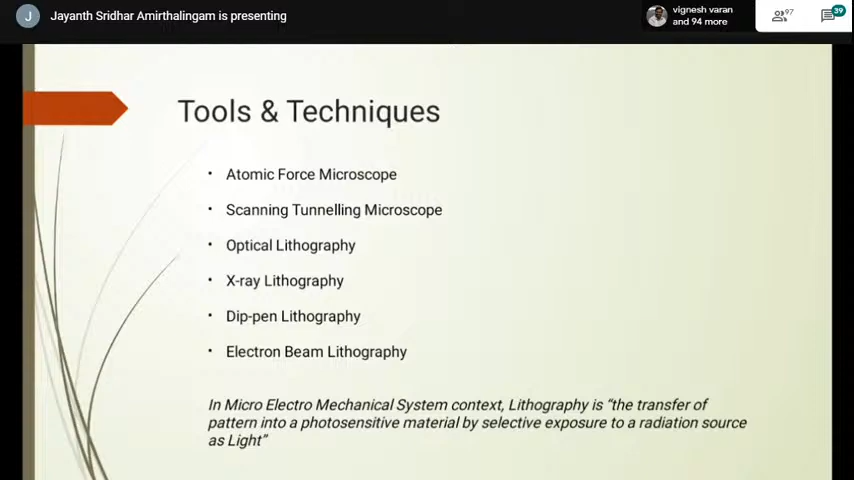 J Jayanth Sridhar Amirthalingam is presenting
vignesh varan
and 94 more
97
39
Tools & Techniques
• Atomic Force Microscope
• Scanning Tunnelling Microscope
• Optical Lithography
• X-ray Lithography
• Dip-pen Lithography
• Electron Beam Lithography
In Micro Electro Mechanical System context, Lithography is “the transfer of
pattern into a photosensitive material by selective exposure to a radiation source
as Light”